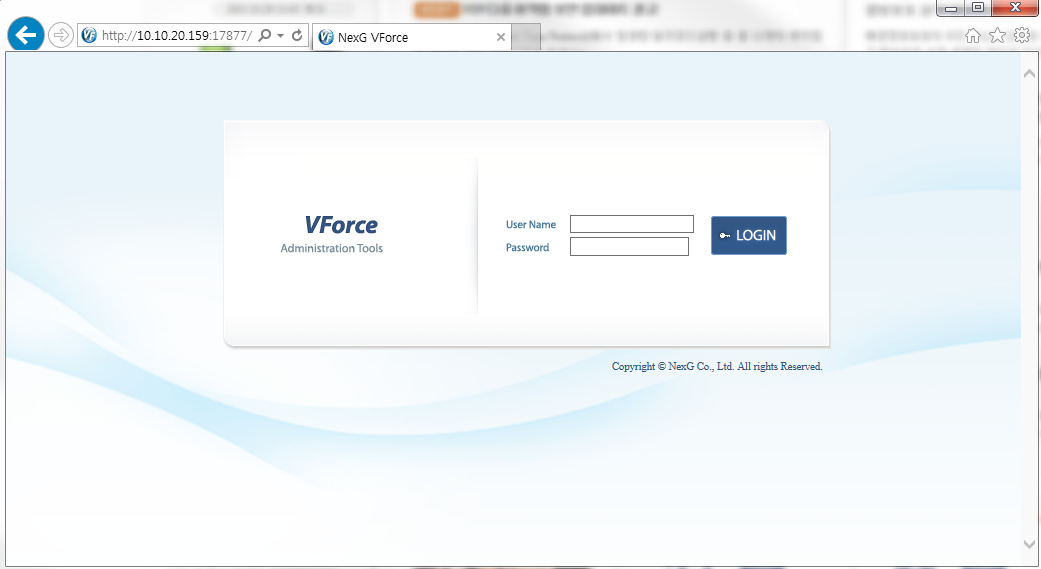 http://10.10.20.159:17877/
NexG VForce
VForce
Administration Tools
User Name
Password
LOGIN
Copyright © NexG Co., Ltd. All rights Reserved.